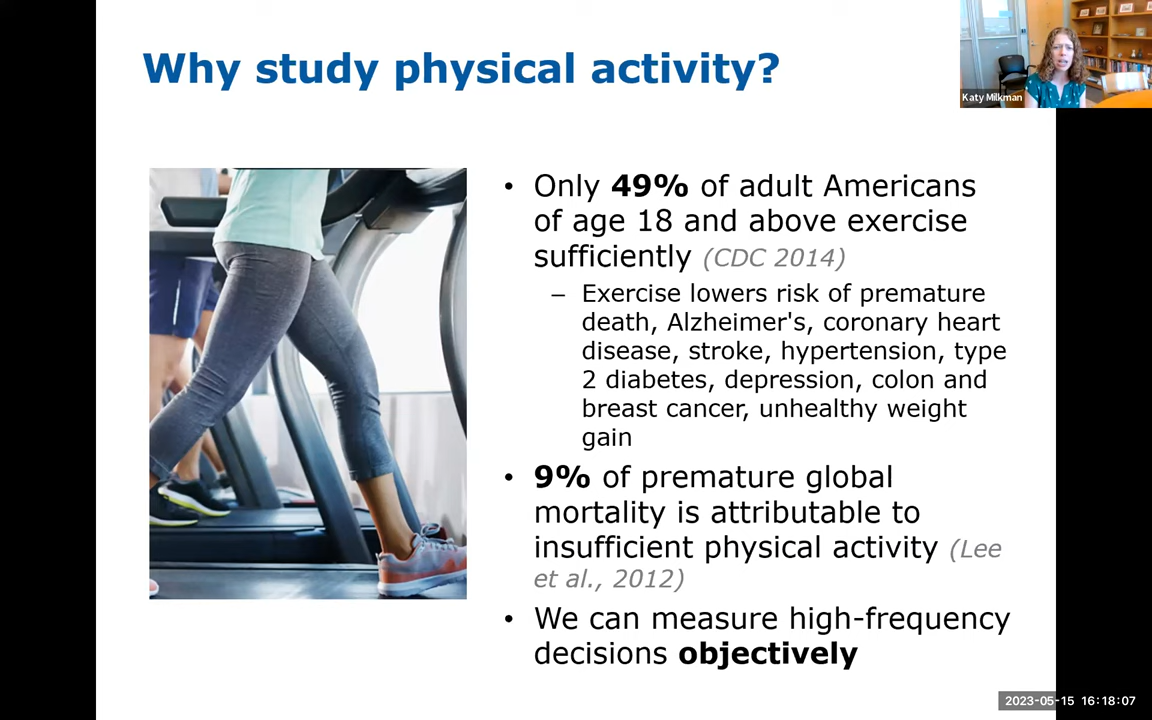 Why study physical activity?
Katy Milkman
• Only 49% of adult Americans
of age 18 and above exercise
sufficiently (CDC 2014)
– Exercise lowers risk of premature
death, Alzheimer's, coronary heart
disease, stroke, hypertension, type
2 diabetes, depression, colon and
breast cancer, unhealthy weight
gain
• 9% of premature global
mortality is attributable to
insufficient physical activity (Lee
et al., 2012)
• We can measure high-frequency
decisions objectively
2023-05-15 16:18:07